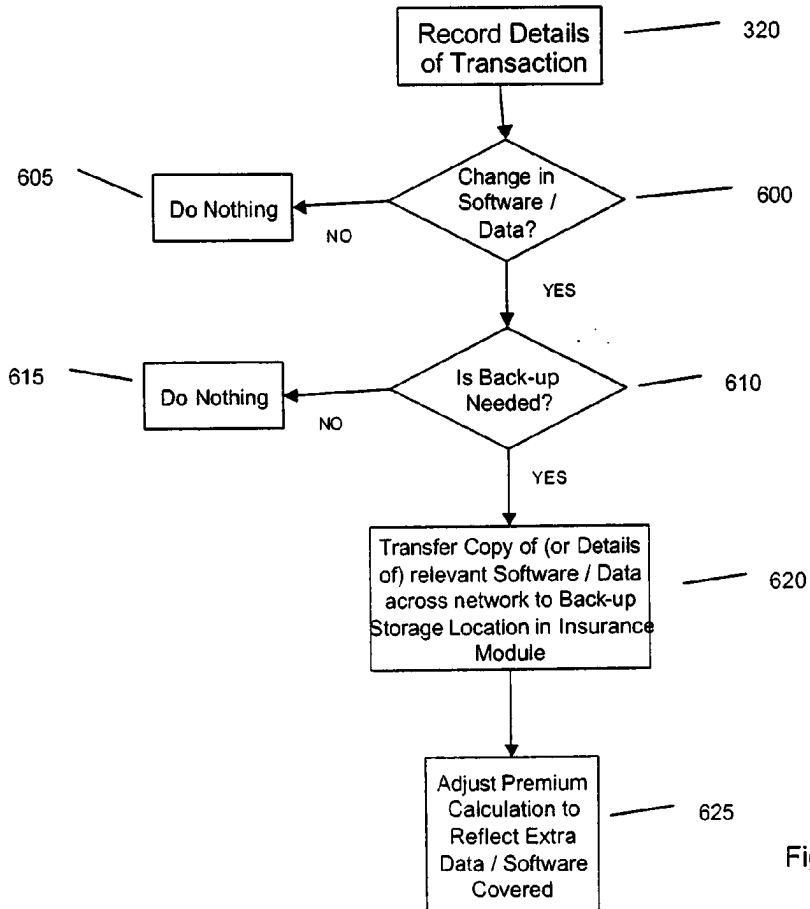 Record Details
of Transaction
320
Change in
Software /
Data?
600
605
Do Nothing
NO
YES
Is Back-up
Needed?
610
615
Do Nothing
NO
YES
Transfer Copy of (or Details
of) relevant Software / Data
across network to Back-up
Storage Location in Insurance
Module
620
Adjust Premium
Calculation to
Reflect Extra
Data / Software
Covered
625